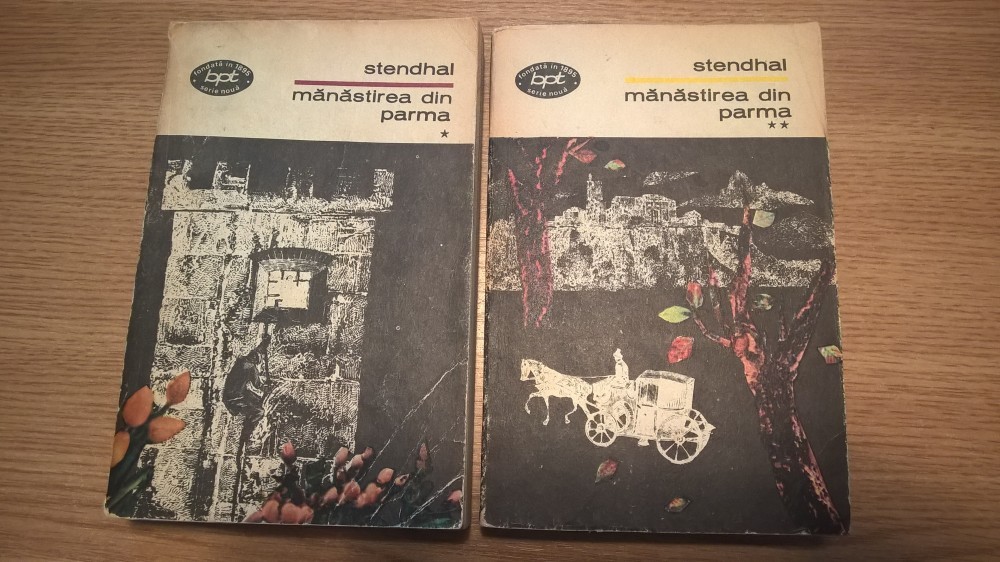 fondată în 1895
bpt
serie nouă
stendhal
mănăstirea din
parma
*
fondată în 1895
bpt
serie nouă
stendhal
mănăstirea din
parma
**